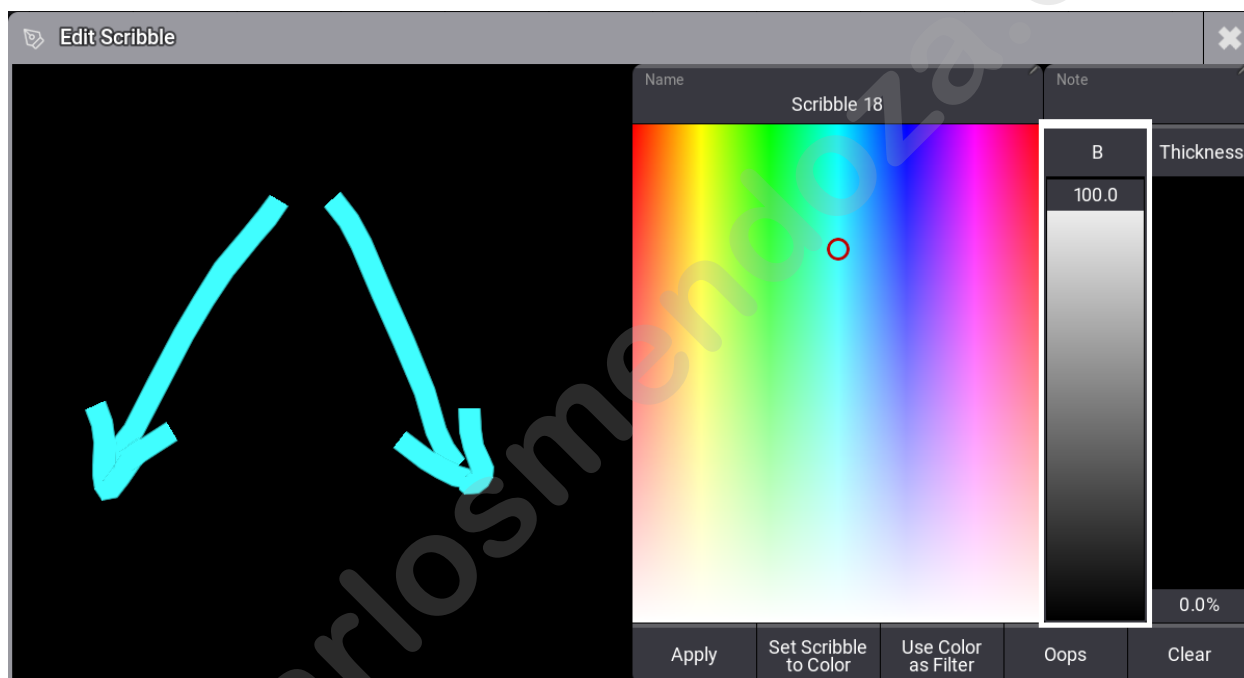 Edit Scribble
Name
Note
Scribble 18
B
Thickness
100.0
0.0%
Apply
Set Scribble
to Color
Use Color
as Filter
Oops
Clear
arlosmendoza.